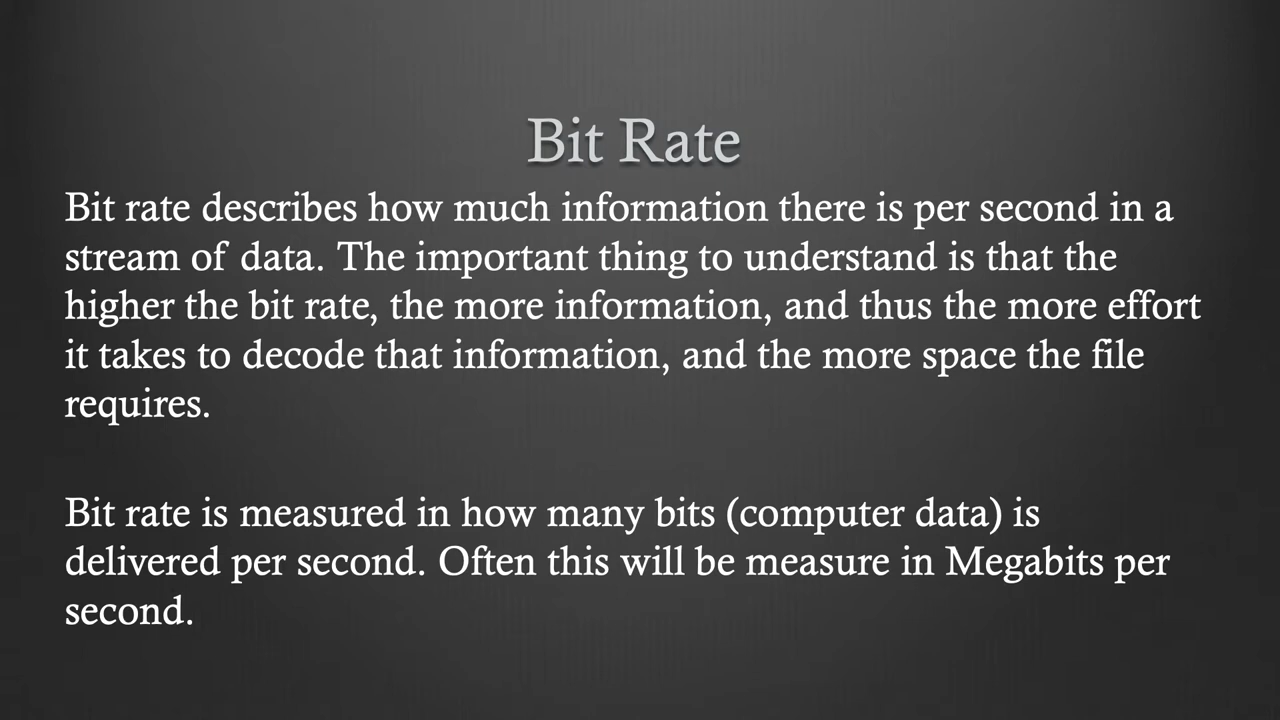 Bit Rate
Bit rate describes how much information there is per second in a
stream of data. The important thing to understand is that the
higher the bit rate, the more information, and thus the more effort
it takes to decode that information, and the more space the file
requires.
Bit rate is measured in how many bits (computer data) is
delivered per second. Often this will be measure in Megabits per
second.